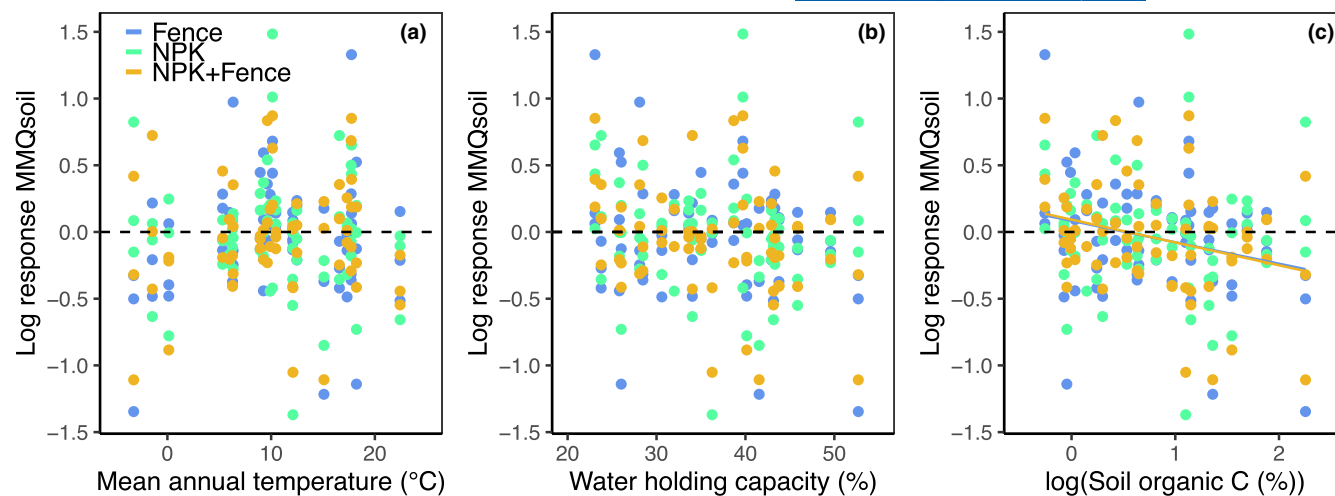 (a)
Fence
NPK
NPK+Fence
1.5
1.0
0.5
0.0
−0.5
−1.0
−1.5
Log response MMQsoil
0
10
20
Mean annual temperature (°C)
(b)
1.5
1.0
0.5
0.0
−0.5
−1.0
−1.5
Log response MMQsoil
20
30
40
50
Water holding capacity (%)
(c)
1.5
1.0
0.5
0.0
−0.5
−1.0
−1.5
Log response MMQsoil
0
1
2
log(Soil organic C (%))